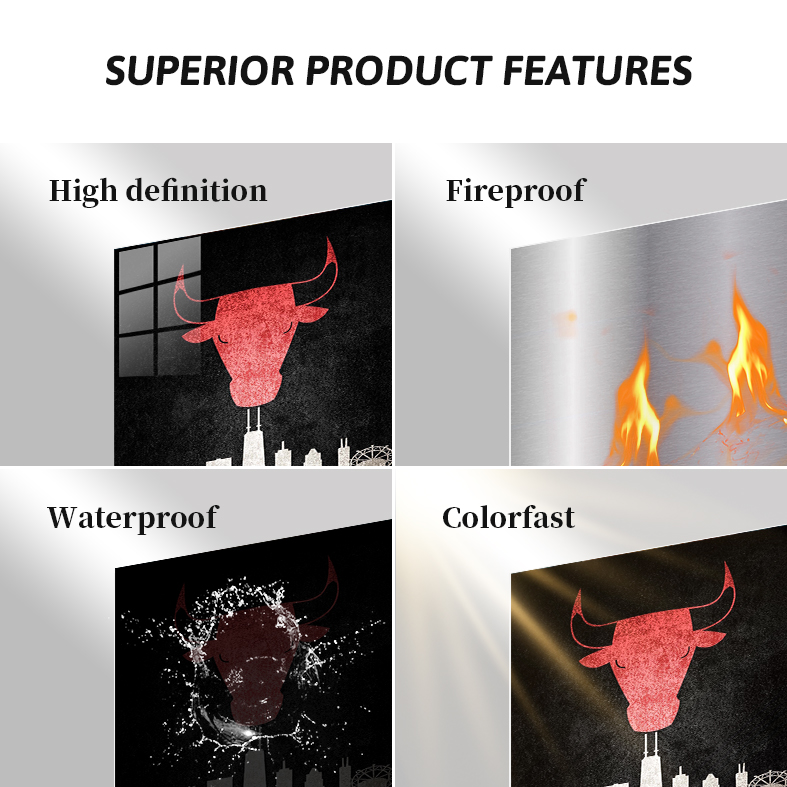 SUPERIOR PRODUCT FEATURES
High definition
Fireproof
Waterproof
Colorfast